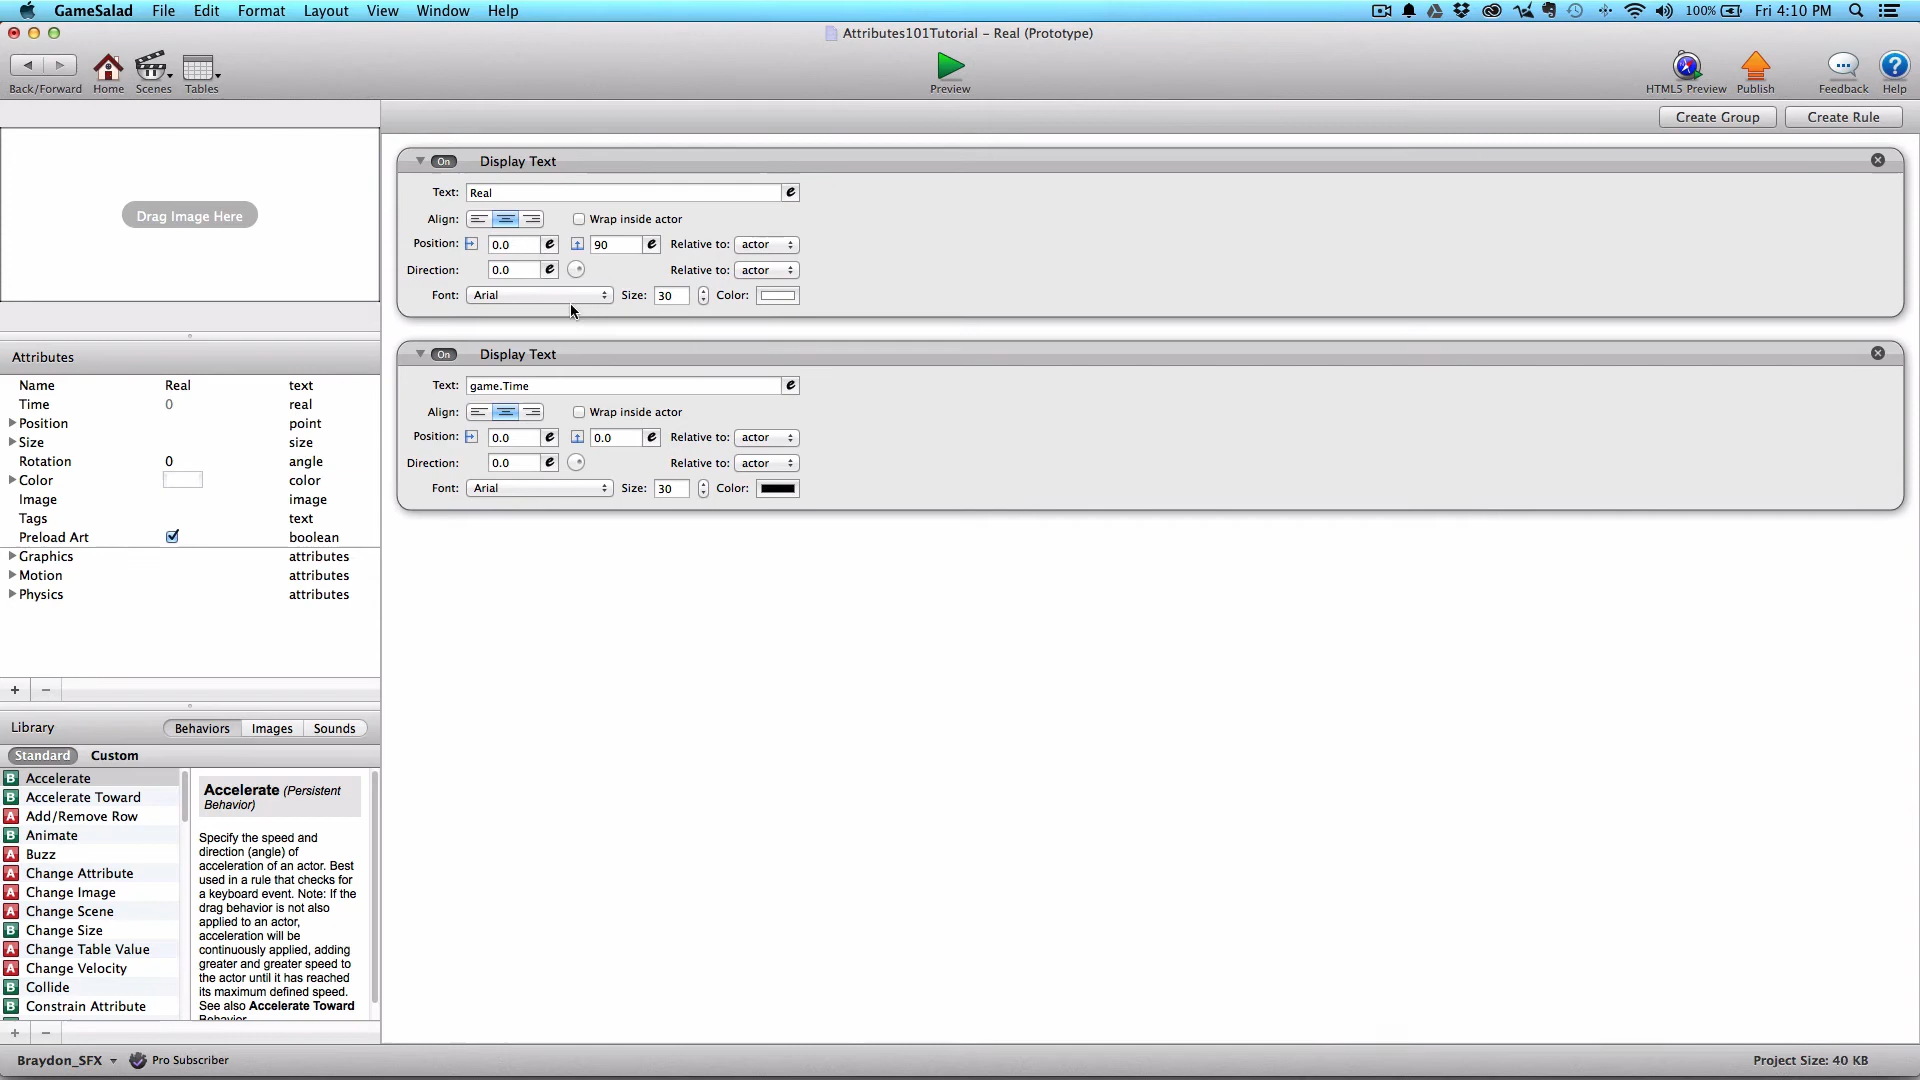 GameSalad File Edit Format Layout View Window Help 100% Fri 4:10 PM
Attributes101Tutorial – Real (Prototype)
Back/Forward Home Scenes Tables Preview HTML5 Preview Publish Feedback Help
Create Group Create Rule
Drag Image Here
On Display Text
Text: Real e
Align: Wrap inside actor
Position: 0.0 e 90 e Relative to: actor
Direction: 0.0 e Relative to: actor
Font: Arial Size: 30 Color:
On Display Text
Text: game.Time e
Align: Wrap inside actor
Position: 0.0 e 0.0 e Relative to: actor
Direction: 0.0 e Relative to: actor
Font: Arial Size: 30 Color:
Attributes
Name Real text
Time 0 real
Position point
Size size
Rotation 0 angle
Color color
Image image
Tags text
Preload Art boolean
Graphics attributes
Motion attributes
Physics attributes
+ −
Library Behaviors Images Sounds
Standard Custom
B Accelerate
B Accelerate Toward
A Add/Remove Row
B Animate
A Buzz
A Change Attribute
A Change Image
A Change Scene
B Change Size
A Change Table Value
A Change Velocity
B Collide
B Constrain Attribute
Accelerate (Persistent
Behavior)
Specify the speed and
direction (angle) of
acceleration of an actor. Best
used in a rule that checks for
a keyboard event. Note: If the
drag behavior is not also
applied to an actor,
acceleration will be
continuously applied, adding
greater and greater speed to
the actor until it has reached
its maximum defined speed.
See also Accelerate Toward
Behavior
+ −
Braydon_SFX Pro Subscriber Project Size: 40 KB